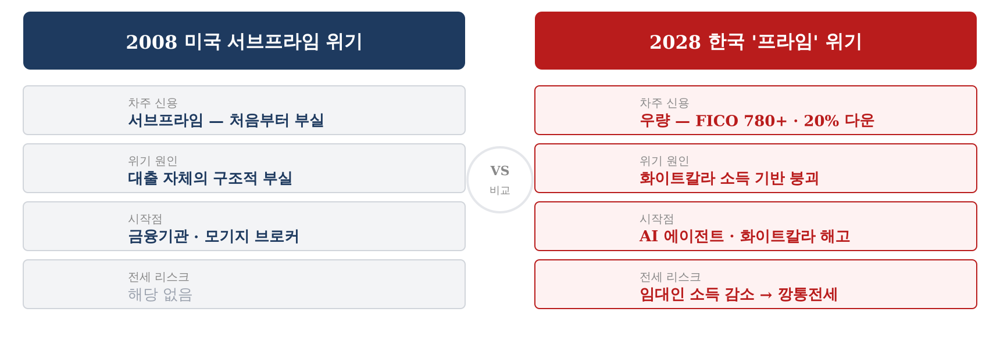 2008 미국 서브프라임 위기
차주 신용
서브프라임 — 처음부터 부실
위기 원인
대출 자체의 구조적 부실
시작점
금융기관 · 모기지 브로커
전세 리스크
해당 없음
VS
비교
2028 한국 '프라임' 위기
차주 신용
우량 — FICO 780+ · 20% 다운
위기 원인
화이트칼라 소득 기반 붕괴
시작점
AI 에이전트 · 화이트칼라 해고
전세 리스크
임대인 소득 감소 → 깡통전세